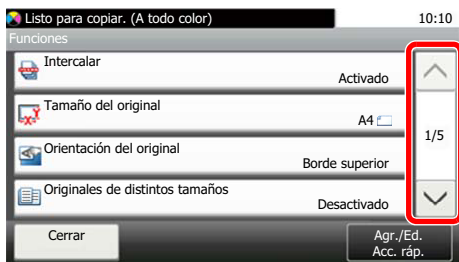 Listo para copiar. (A todo color)
10:10
Funciones
Intercalar
Activado
Tamaño del original
A4
1/5
Orientación del original
Borde superior
Originales de distintos tamaños
Desactivado
Cerrar
Agr./Ed.
Acc. ráp.